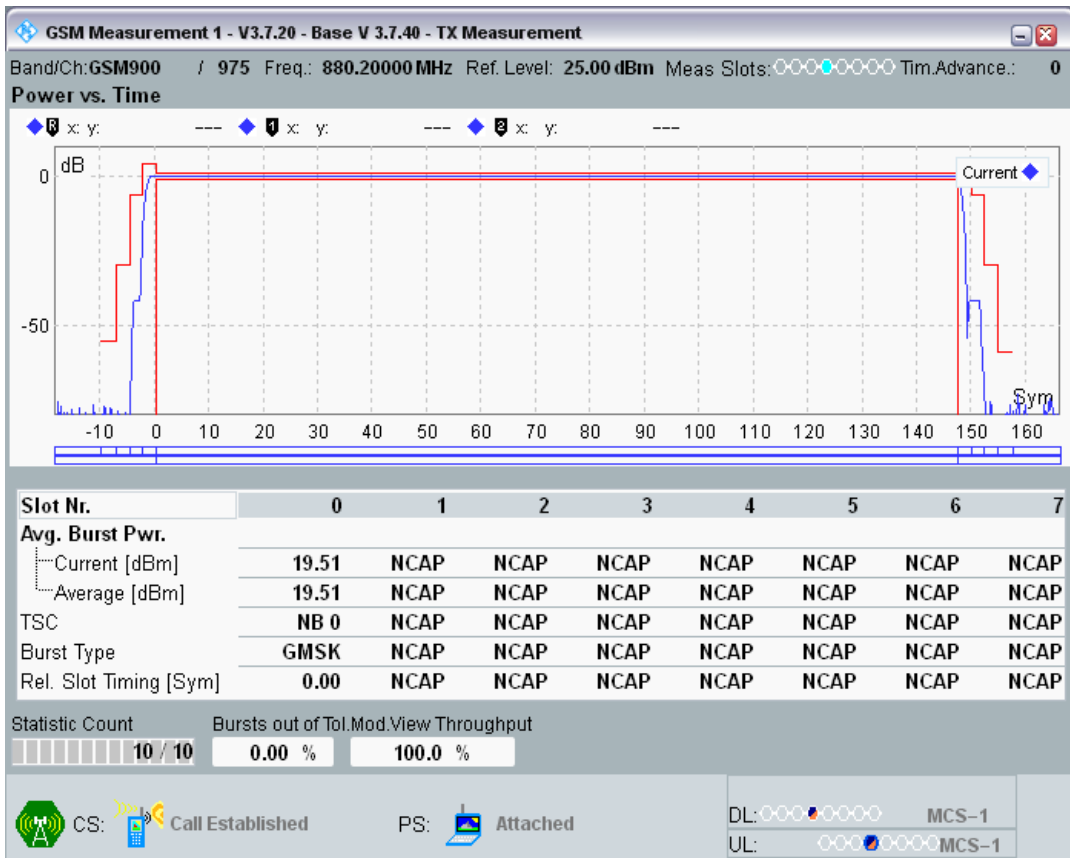 GSM Measurement 1 - V3.7.20 - Base V 3.7.40 - TX Measurement
Band/Ch:GSM900 / 975 Freq.: 880.20000 MHz Ref. Level: 25.00 dBm Meas Slots: Tim.Advance.: 0
Power vs. Time
R x: y: --- 1 x: y: --- 2 x: y: ---
dB
Current
0
-50
Sym
-10 0 10 20 30 40 50 60 70 80 90 100 110 120 130 140 150 160
Slot Nr. 0 1 2 3 4 5 6 7
Avg. Burst Pwr.
Current [dBm] 19.51 NCAP NCAP NCAP NCAP NCAP NCAP NCAP
Average [dBm] 19.51 NCAP NCAP NCAP NCAP NCAP NCAP NCAP
TSC NB 0 NCAP NCAP NCAP NCAP NCAP NCAP NCAP
Burst Type GMSK NCAP NCAP NCAP NCAP NCAP NCAP NCAP
Rel. Slot Timing [Sym] 0.00 NCAP NCAP NCAP NCAP NCAP NCAP NCAP
Statistic Count Bursts out of Tol.Mod.View Throughput
10 / 10 0.00 % 100.0 %
CS: Call Established PS: Attached DL: MCS-1
UL: MCS-1